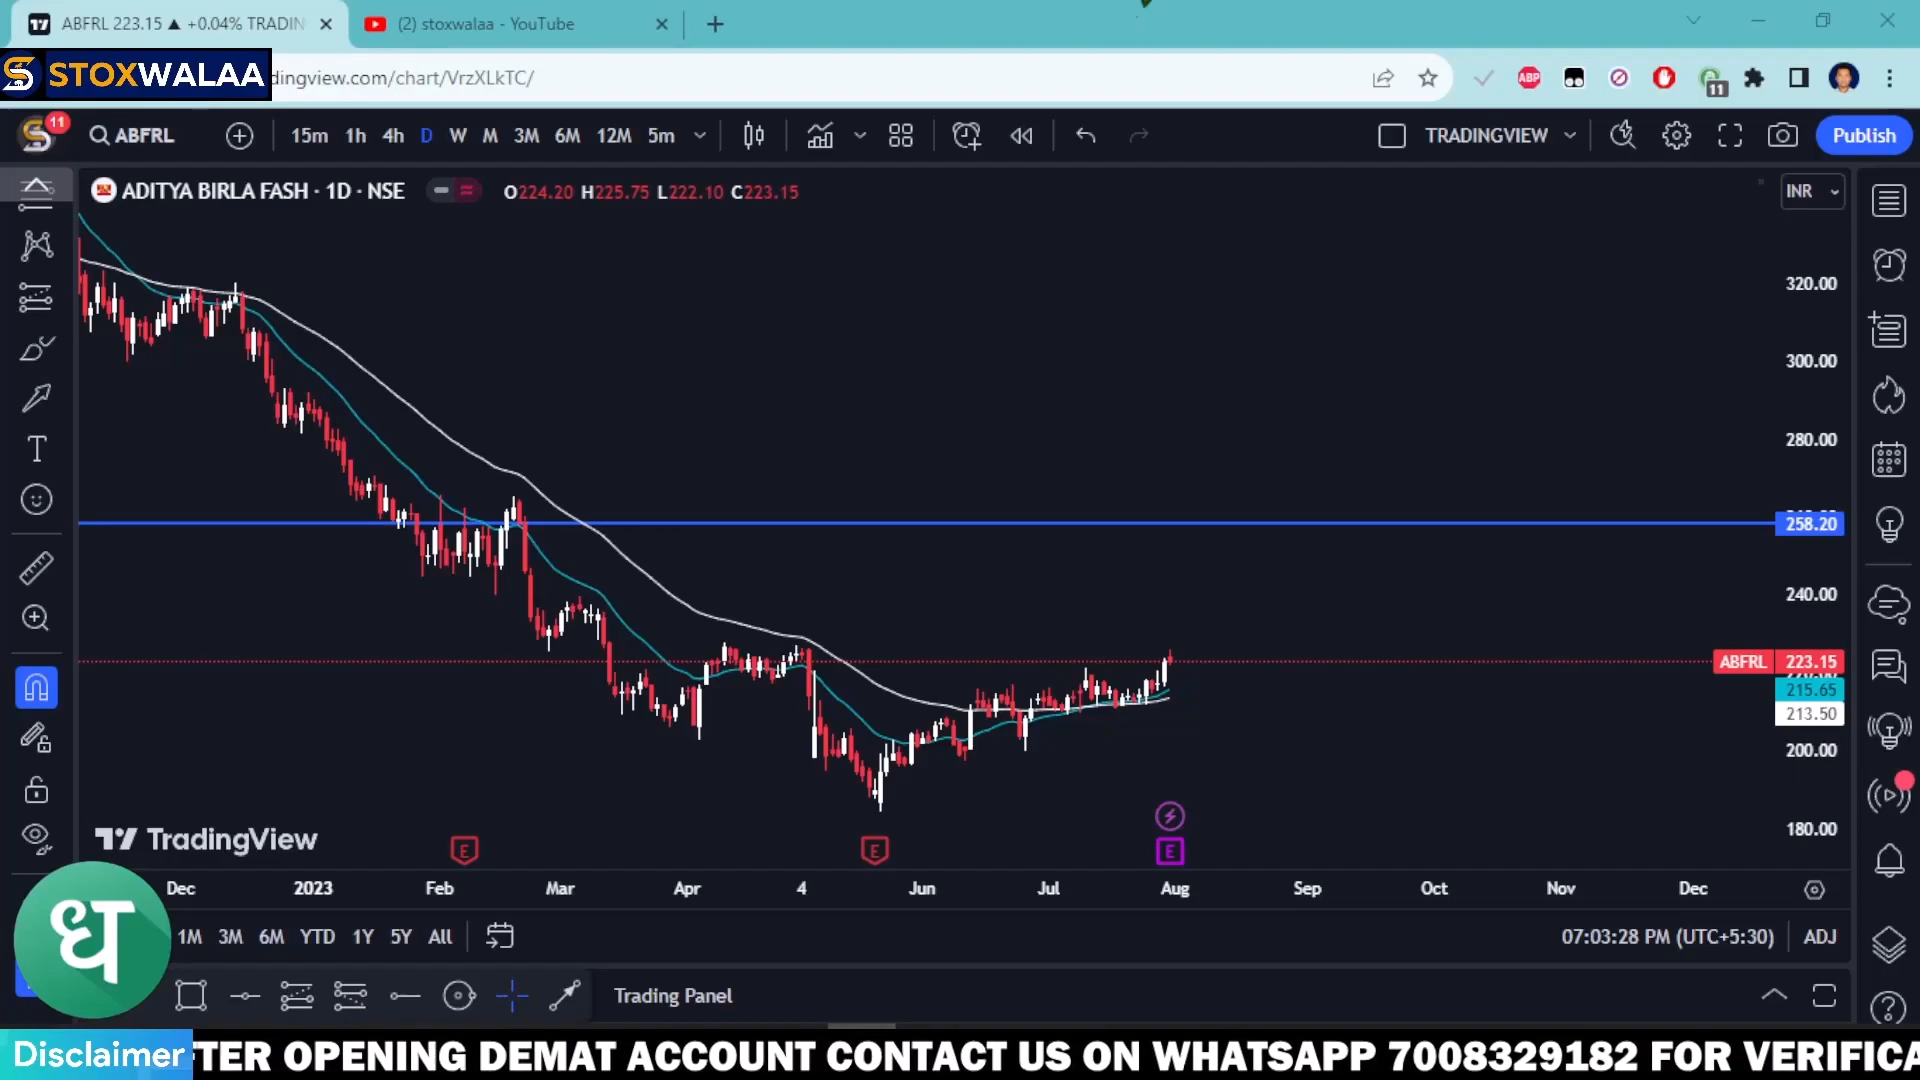 ABFRL 223.15 ▲ +0.04% TRADIN
(2) stoxwalaa - YouTube
STOXWALAA
dingview.com/chart/VrzXLkTC/
ABP
11
11
ABFRL
15m 1h 4h D W M 3M 6M 12M 5m
TRADINGVIEW
Publish
ADITYA BIRLA FASH · 1D · NSE
O224.20 H225.75 L222.10 C223.15
INR
320.00
300.00
280.00
258.20
240.00
ABFRL 223.15
215.65
213.50
200.00
180.00
TradingView
E
E
E
Dec 2023 Feb Mar Apr 4 Jun Jul Aug Sep Oct Nov Dec
ध
1M 3M 6M YTD 1Y 5Y All
07:03:28 PM (UTC+5:30)
ADJ
Trading Panel
Disclaimer
FTER OPENING DEMAT ACCOUNT CONTACT US ON WHATSAPP 7008329182 FOR VERIFICA